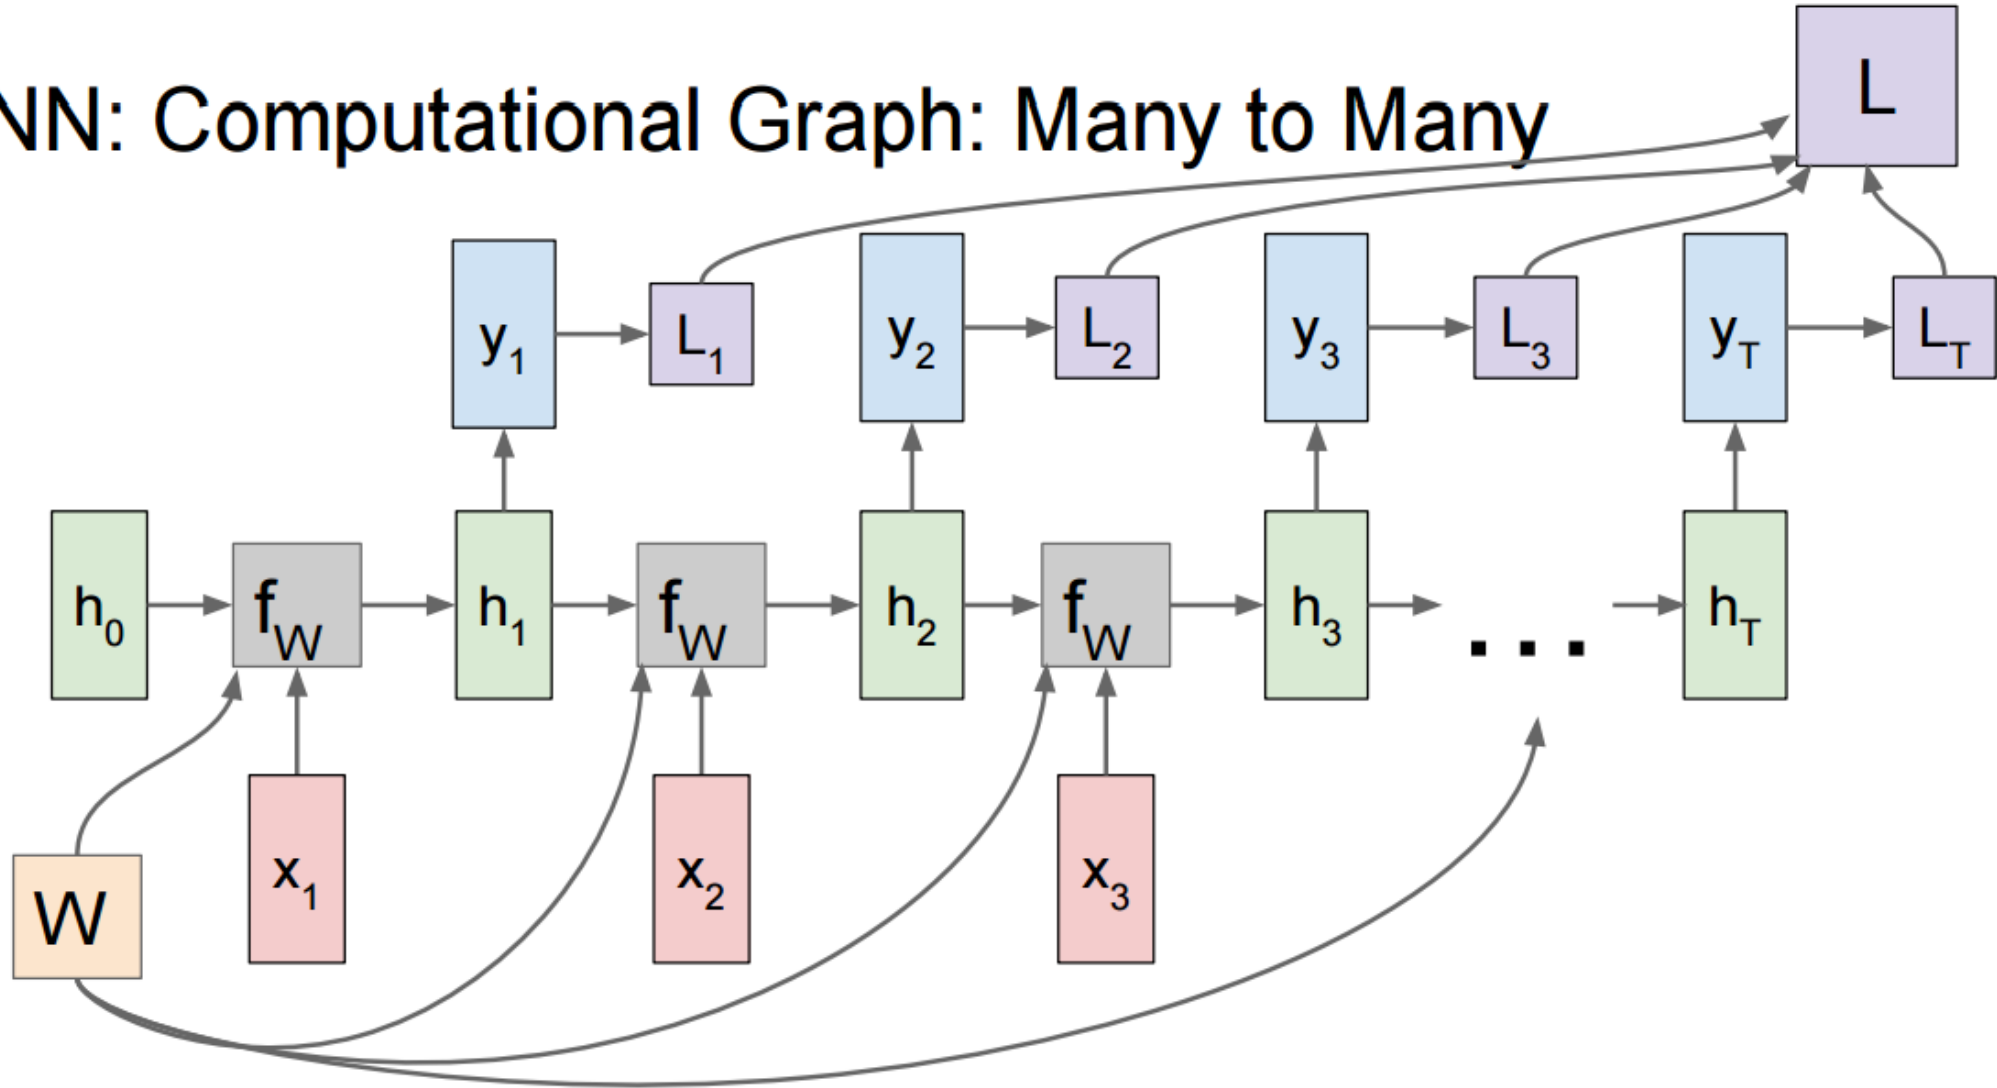 NN: Computational Graph: Many to Many
L
y1 L1 y2 L2 y3 L3 yT LT
h0 fW h1 fW h2 fW h3 ... hT
W x1 x2 x3